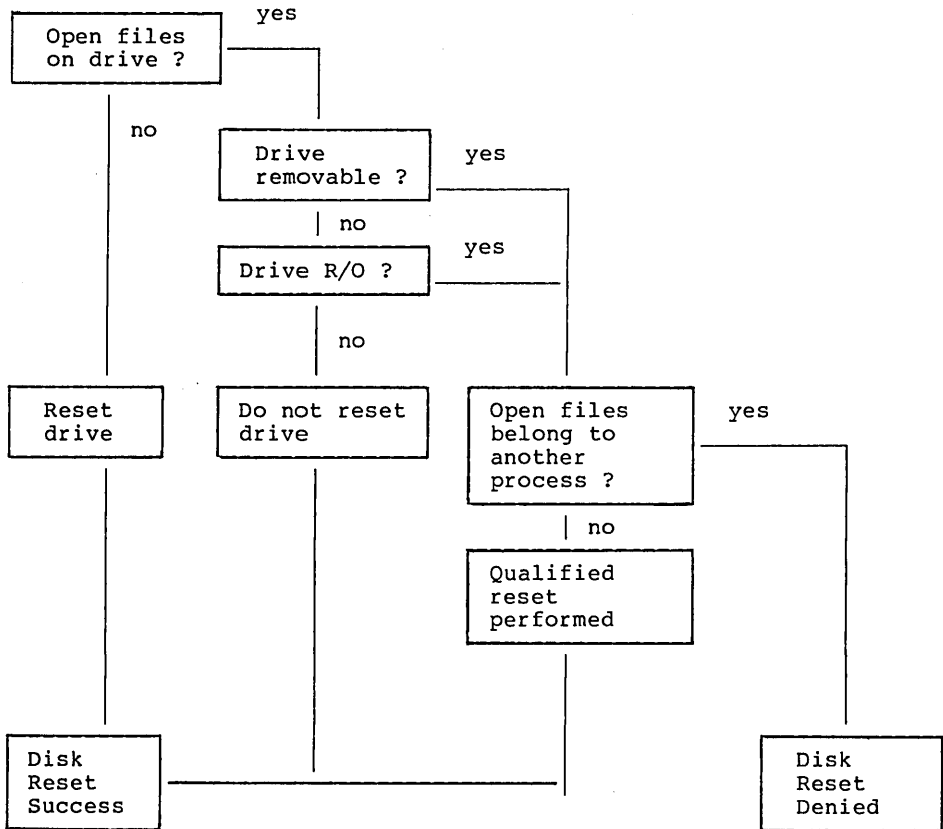 yes
Open files
on drive ?
no
Drive
removable ?
yes
no
Drive R/O ?
yes
no
Reset
drive
Do not reset
drive
Open files
belong to
another
process ?
yes
no
Qualified
reset
performed
Disk
Reset
Success
Disk
Reset
Denied